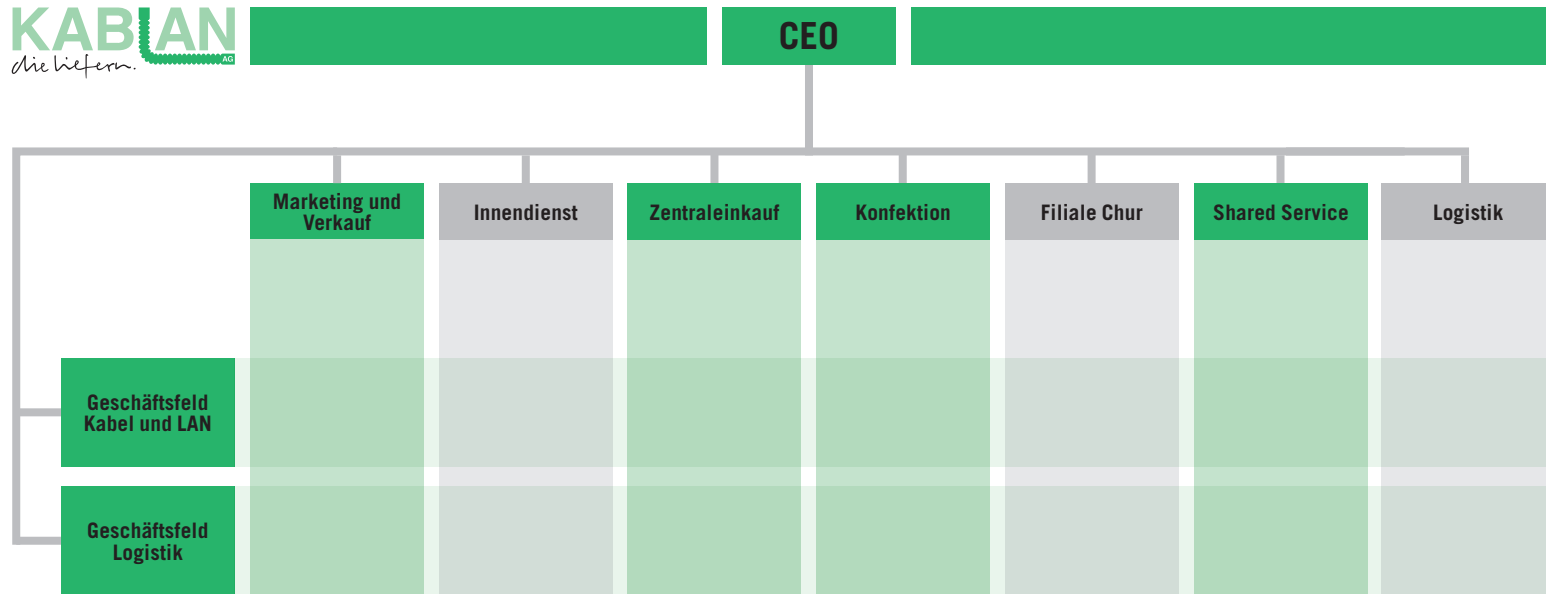 KABLAN
AG
die liefern.
CEO
Marketing und
Verkauf
Innendienst
Zentraleinkauf
Konfektion
Filiale Chur
Shared Service
Logistik
Geschäftsfeld
Kabel und LAN
Geschäftsfeld
Logistik